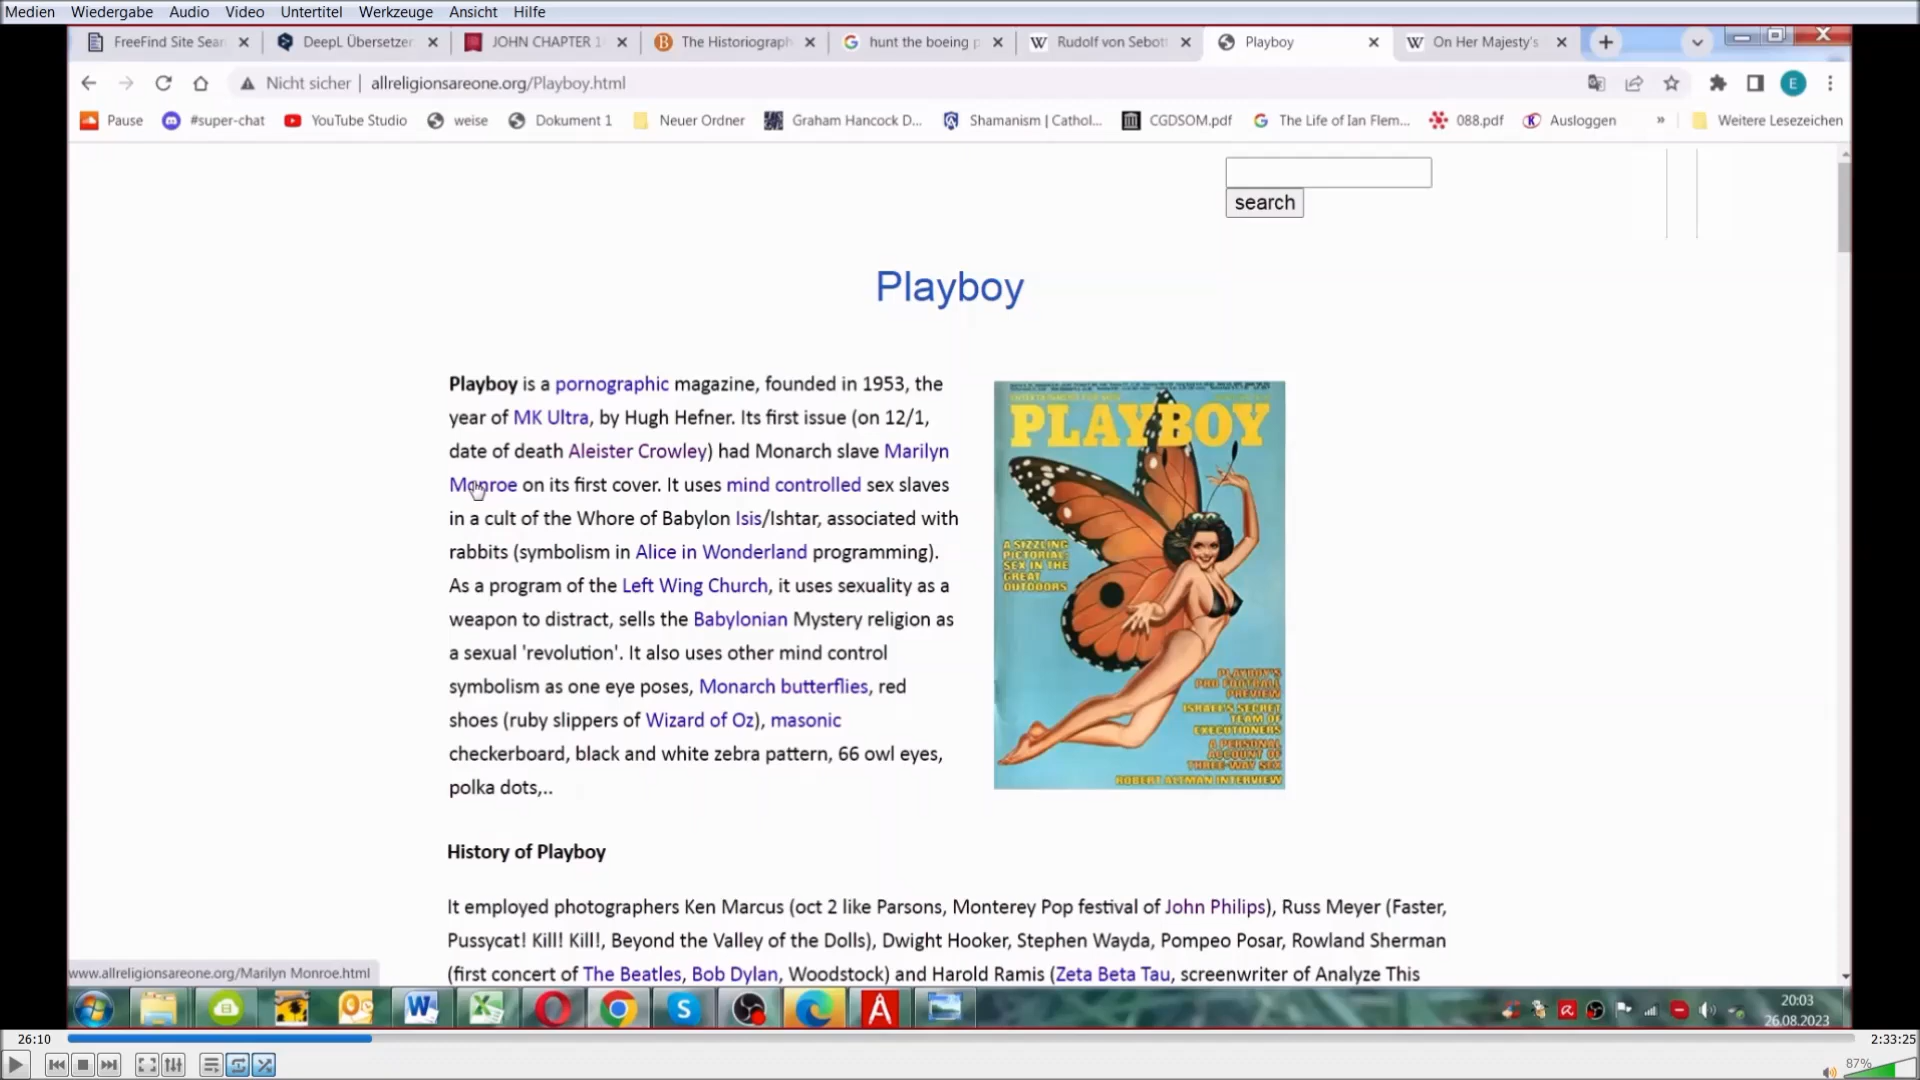 Medien Wiedergabe Audio Video Untertitel Werkzeuge Ansicht Hilfe
FreeFind Site Sear DeepL Übersetzer JOHN CHAPTER 1 The Historiograph hunt the boeing p Rudolf von Sebott Playboy On Her Majesty's
Nicht sicher allreligionsareone.org/Playboy.html E
Pause #super-chat YouTube Studio weise Dokument 1 Neuer Ordner Graham Hancock D... Shamanism | Cathol... CGDSOM.pdf The Life of Ian Flem... 088.pdf Ausloggen » Weitere Lesezeichen
search
Playboy
Playboy is a pornographic magazine, founded in 1953, the
year of MK Ultra, by Hugh Hefner. Its first issue (on 12/1,
date of death Aleister Crowley) had Monarch slave Marilyn
Monroe on its first cover. It uses mind controlled sex slaves
in a cult of the Whore of Babylon Isis/Ishtar, associated with
rabbits (symbolism in Alice in Wonderland programming).
As a program of the Left Wing Church, it uses sexuality as a
weapon to distract, sells the Babylonian Mystery religion as
a sexual 'revolution'. It also uses other mind control
symbolism as one eye poses, Monarch butterflies, red
shoes (ruby slippers of Wizard of Oz), masonic
checkerboard, black and white zebra pattern, 66 owl eyes,
polka dots,..
PLAYBOY
A SIZZLING
PICTORIAL:
SEX IN THE
GREAT
OUTDOORS
PLAYBOY'S
PRO FOOTBALL
PREVIEW
ISRAEL'S SECRET
TEAM OF
EXECUTIONERS
A PERSONAL
ACCOUNT OF
THREE-WAY SEX
ROBERT ALTMAN INTERVIEW
History of Playboy
It employed photographers Ken Marcus (oct 2 like Parsons, Monterey Pop festival of John Philips), Russ Meyer (Faster,
Pussycat! Kill! Kill!, Beyond the Valley of the Dolls), Dwight Hooker, Stephen Wayda, Pompeo Posar, Rowland Sherman
(first concert of The Beatles, Bob Dylan, Woodstock) and Harold Ramis (Zeta Beta Tau, screenwriter of Analyze This
www.allreligionsareone.org/Marilyn Monroe.html
20:03
26.08.2023
26:10 2:33:25
87%